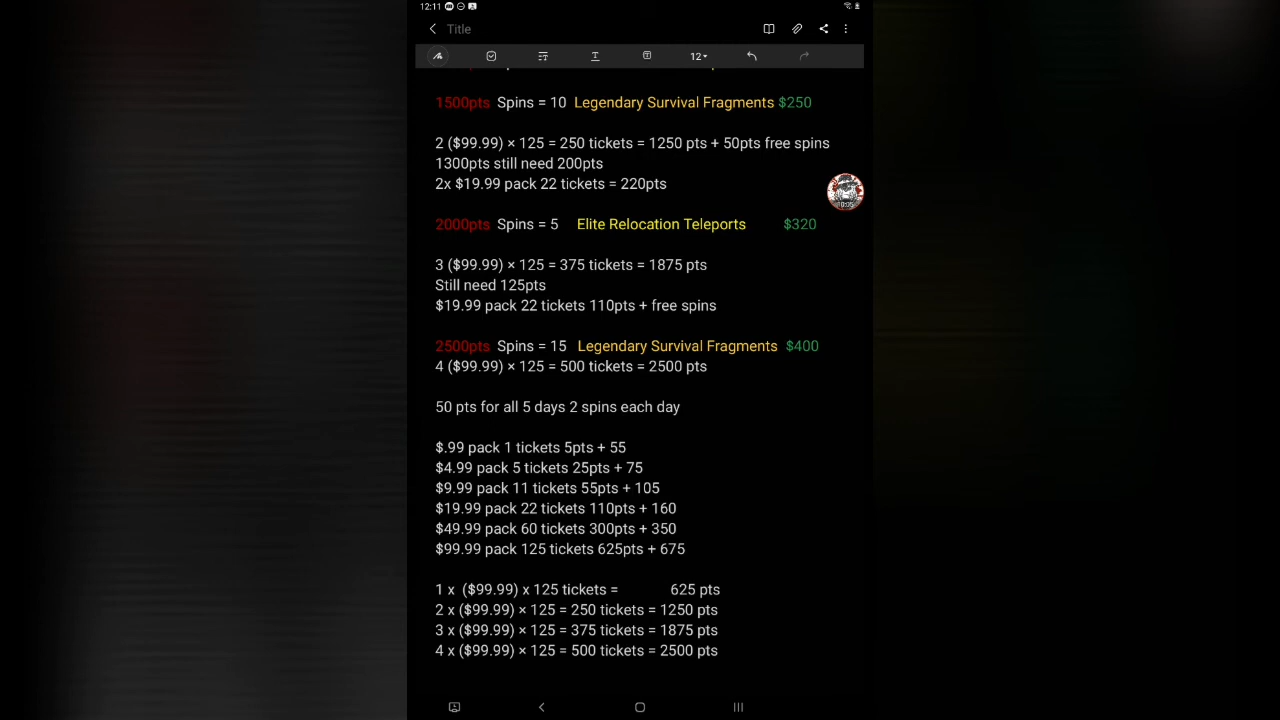 12:11
Title
12
1500pts Spins = 10 Legendary Survival Fragments $250
2 ($99.99) × 125 = 250 tickets = 1250 pts + 50pts free spins
1300pts still need 200pts
2x $19.99 pack 22 tickets = 220pts
2000pts Spins = 5 Elite Relocation Teleports $320
3 ($99.99) × 125 = 375 tickets = 1875 pts
Still need 125pts
$19.99 pack 22 tickets 110pts + free spins
2500pts Spins = 15 Legendary Survival Fragments $400
4 ($99.99) × 125 = 500 tickets = 2500 pts
50 pts for all 5 days 2 spins each day
$.99 pack 1 tickets 5pts + 55
$4.99 pack 5 tickets 25pts + 75
$9.99 pack 11 tickets 55pts + 105
$19.99 pack 22 tickets 110pts + 160
$49.99 pack 60 tickets 300pts + 350
$99.99 pack 125 tickets 625pts + 675
1 x ($99.99) x 125 tickets = 625 pts
2 x ($99.99) × 125 = 250 tickets = 1250 pts
3 x ($99.99) × 125 = 375 tickets = 1875 pts
4 x ($99.99) × 125 = 500 tickets = 2500 pts